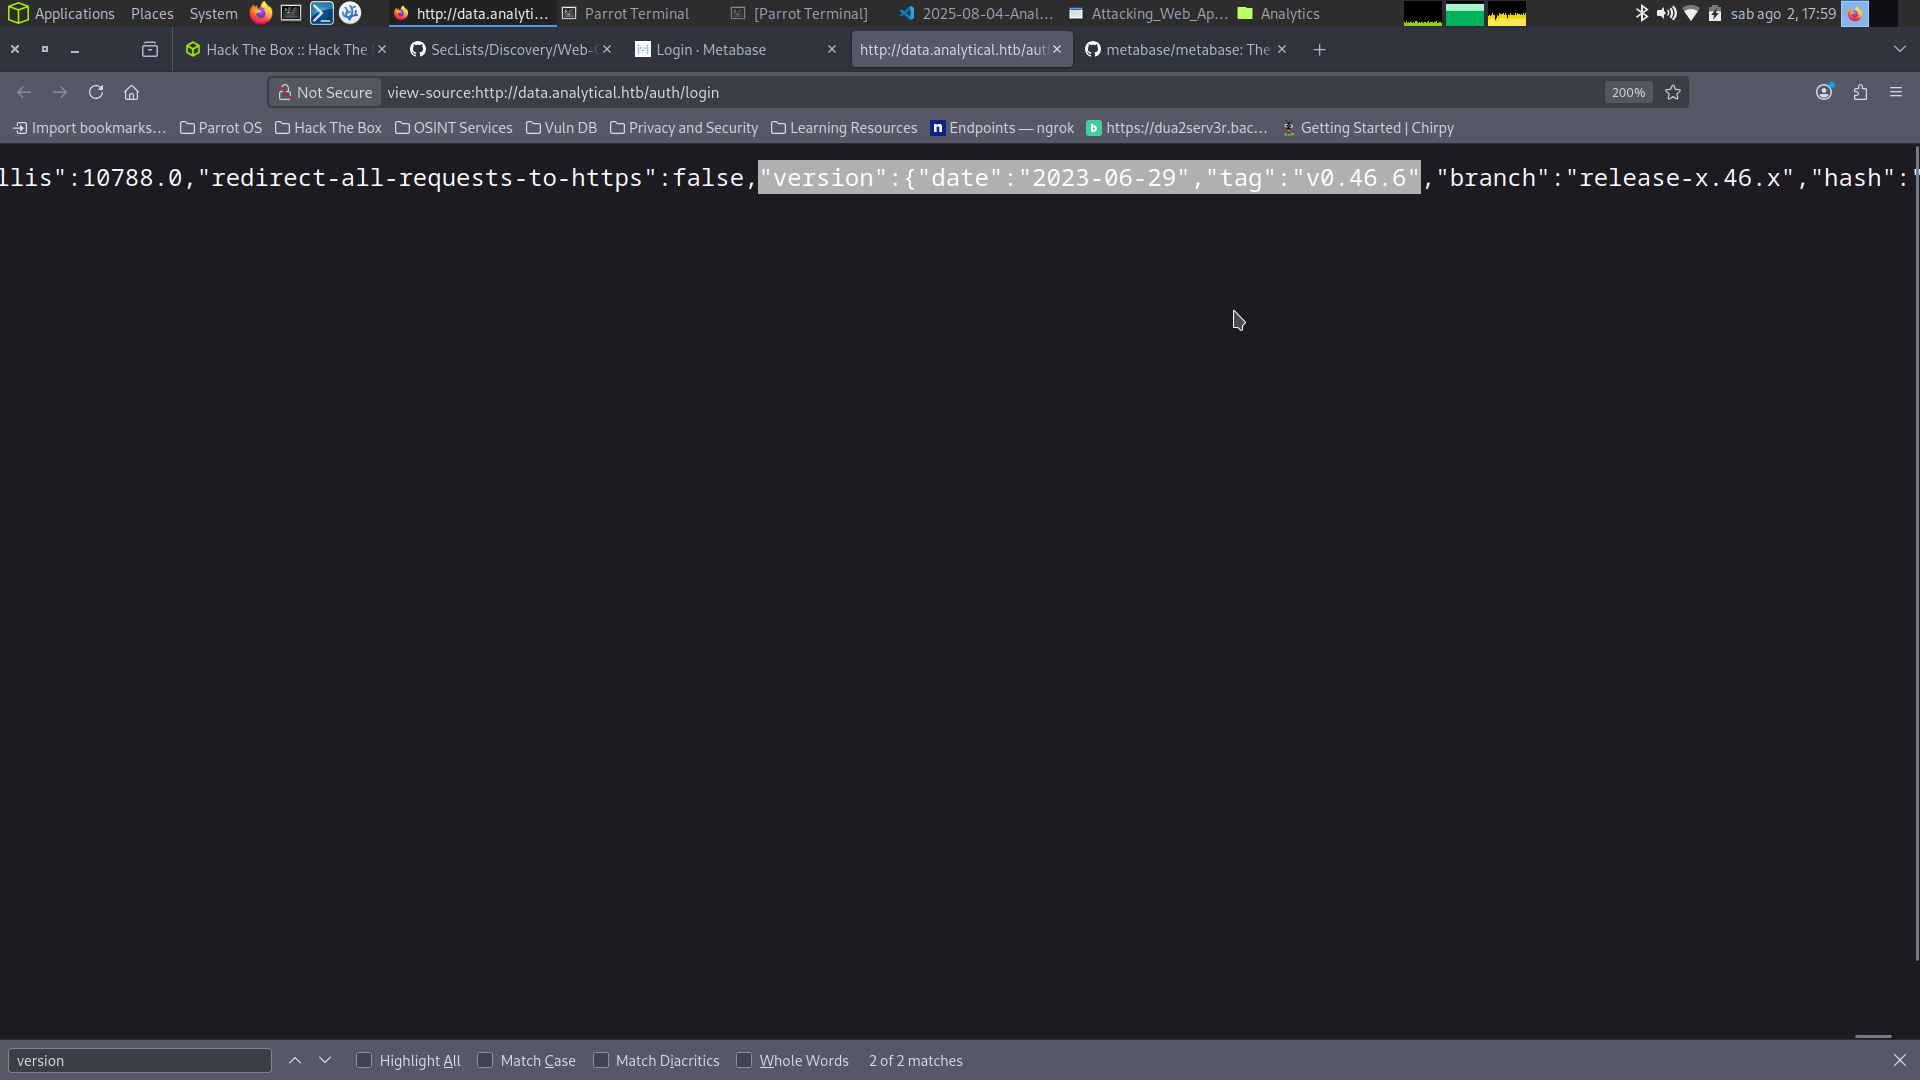 Applications Places System http://data.analyti... Parrot Terminal [Parrot Terminal] 2025-08-04-Anal... Attacking_Web_Ap... Analytics sab ago 2, 17:59
Hack The Box :: Hack The SecLists/Discovery/Web- Login · Metabase http://data.analytical.htb/aut metabase/metabase: The
Not Secure view-source:http://data.analytical.htb/auth/login 200%
Import bookmarks... Parrot OS Hack The Box OSINT Services Vuln DB Privacy and Security Learning Resources n Endpoints — ngrok b https://dua2serv3r.bac... Getting Started | Chirpy
llis":10788.0,"redirect-all-requests-to-https":false,"version":{"date":"2023-06-29","tag":"v0.46.6","branch":"release-x.46.x","hash":"
version Highlight All Match Case Match Diacritics Whole Words 2 of 2 matches